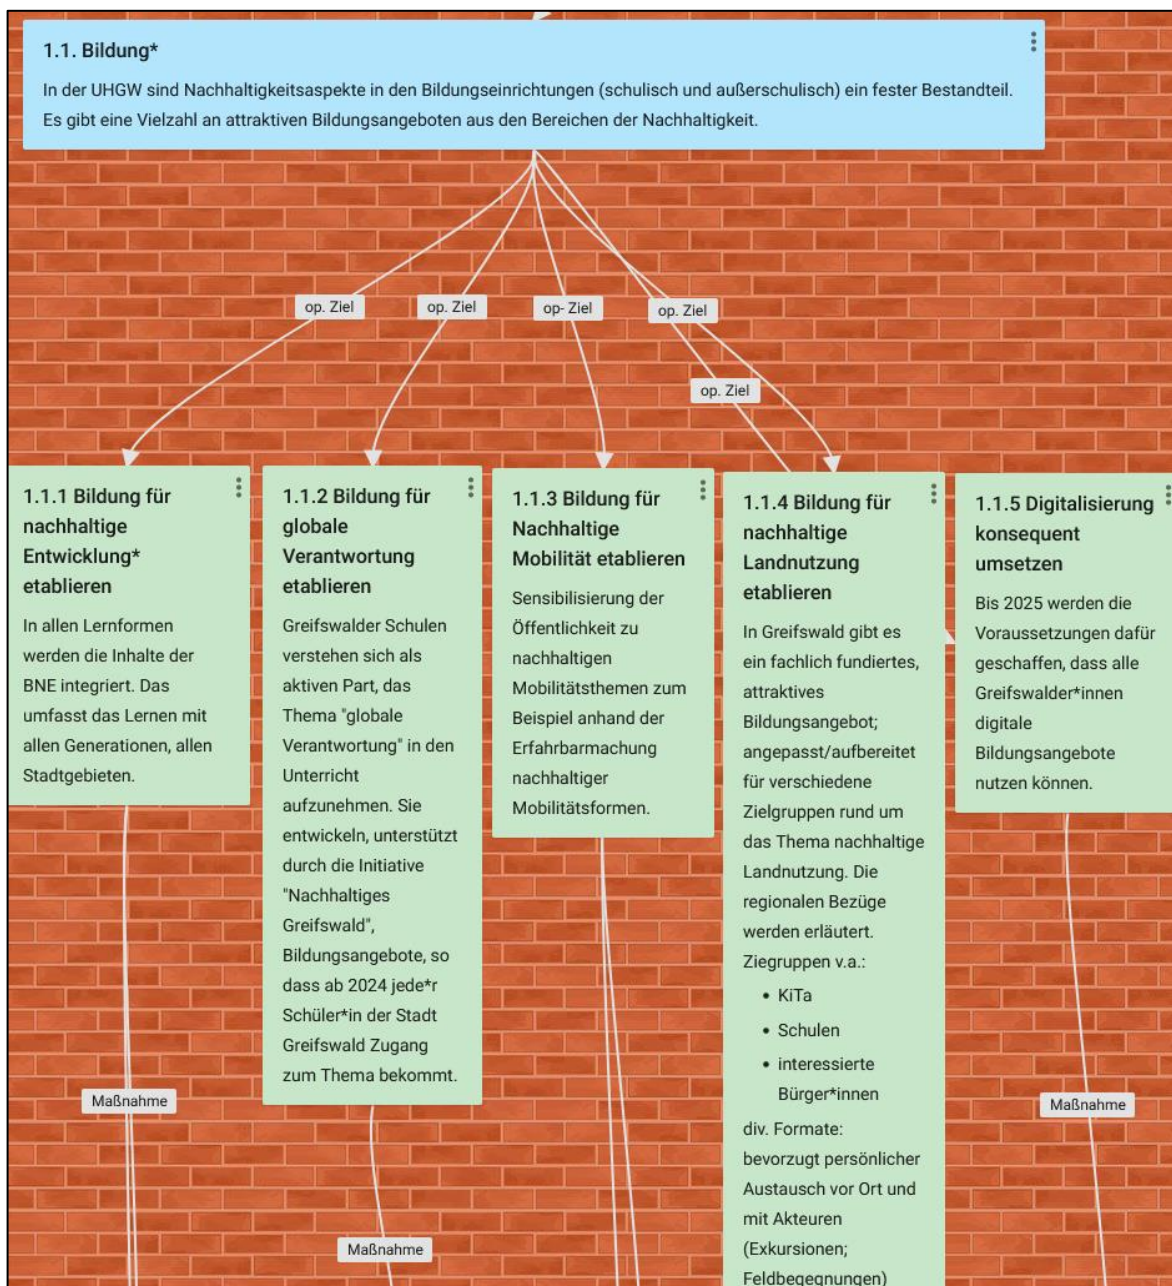 1.1. Bildung*
In der UHGW sind Nachhaltigkeitsaspekte in den Bildungseinrichtungen (schulisch und außerschulisch) ein fester Bestandteil.
Es gibt eine Vielzahl an attraktiven Bildungsangeboten aus den Bereichen der Nachhaltigkeit.
op. Ziel
op. Ziel
op- Ziel
op. Ziel
op. Ziel
1.1.1 Bildung für
nachhaltige
Entwicklung*
etablieren
In allen Lernformen
werden die Inhalte der
BNE integriert. Das
umfasst das Lernen mit
allen Generationen, allen
Stadtgebieten.
Maßnahme
1.1.2 Bildung für
globale
Verantwortung
etablieren
Greifswalder Schulen
verstehen sich als
aktiven Part, das
Thema "globale
Verantwortung" in den
Unterricht
aufzunehmen. Sie
entwickeln, unterstützt
durch die Initiative
"Nachhaltiges
Greifswald",
Bildungsangebote, so
dass ab 2024 jede*r
Schüler*in der Stadt
Greifswald Zugang
zum Thema bekommt.
Maßnahme
1.1.3 Bildung für
Nachhaltige
Mobilität etablieren
Sensibilisierung der
Öffentlichkeit zu
nachhaltigen
Mobilitätsthemen zum
Beispiel anhand der
Erfahrbarmachung
nachhaltiger
Mobilitätsformen.
1.1.4 Bildung für
nachhaltige
Landnutzung
etablieren
In Greifswald gibt es
ein fachlich fundiertes,
attraktives
Bildungsangebot;
angepasst/aufbereitet
für verschiedene
Zielgruppen rund um
das Thema nachhaltige
Landnutzung. Die
regionalen Bezüge
werden erläutert.
Ziegruppen v.a.:
• KiTa
• Schulen
• interessierte
Bürger*innen
div. Formate:
bevorzugt persönlicher
Austausch vor Ort und
mit Akteuren
(Exkursionen;
Feldbegegnungen)
1.1.5 Digitalisierung
konsequent
umsetzen
Bis 2025 werden die
Voraussetzungen dafür
geschaffen, dass alle
Greifswalder*innen
digitale
Bildungsangebote
nutzen können.
Maßnahme